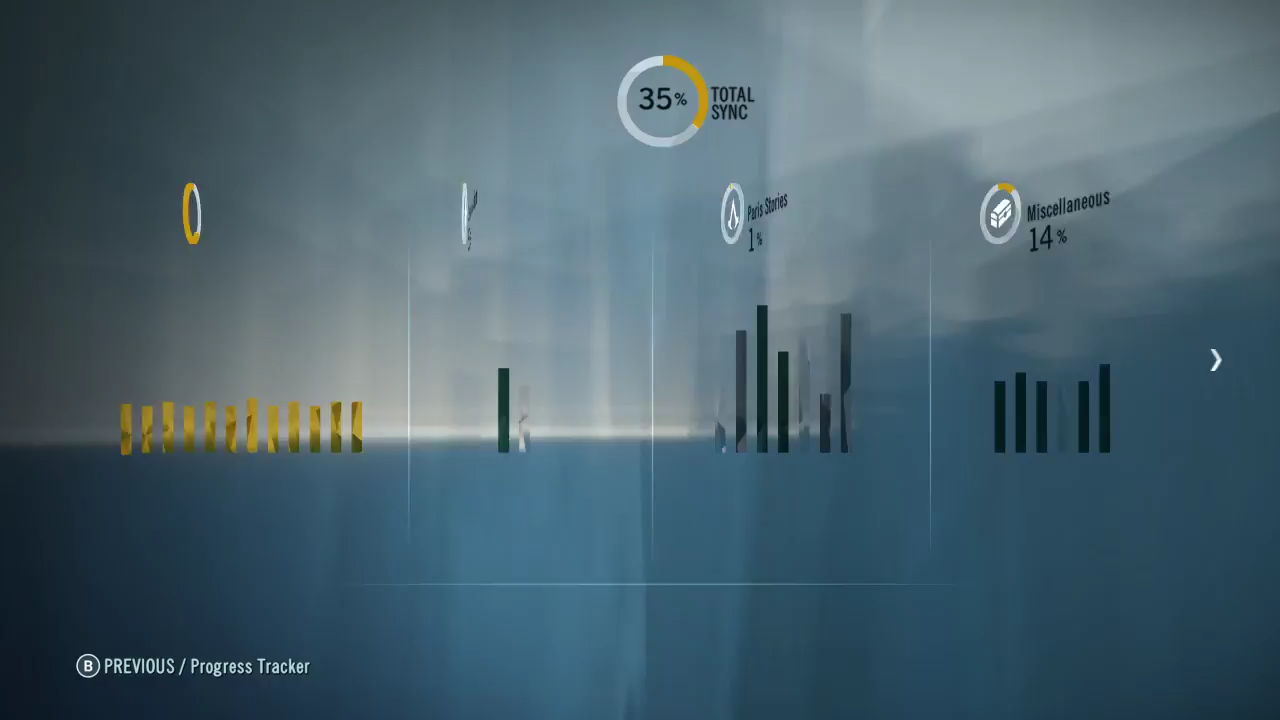 35%
TOTAL
SYNC
Paris Stories
1%
Miscellaneous
14%
B PREVIOUS / Progress Tracker